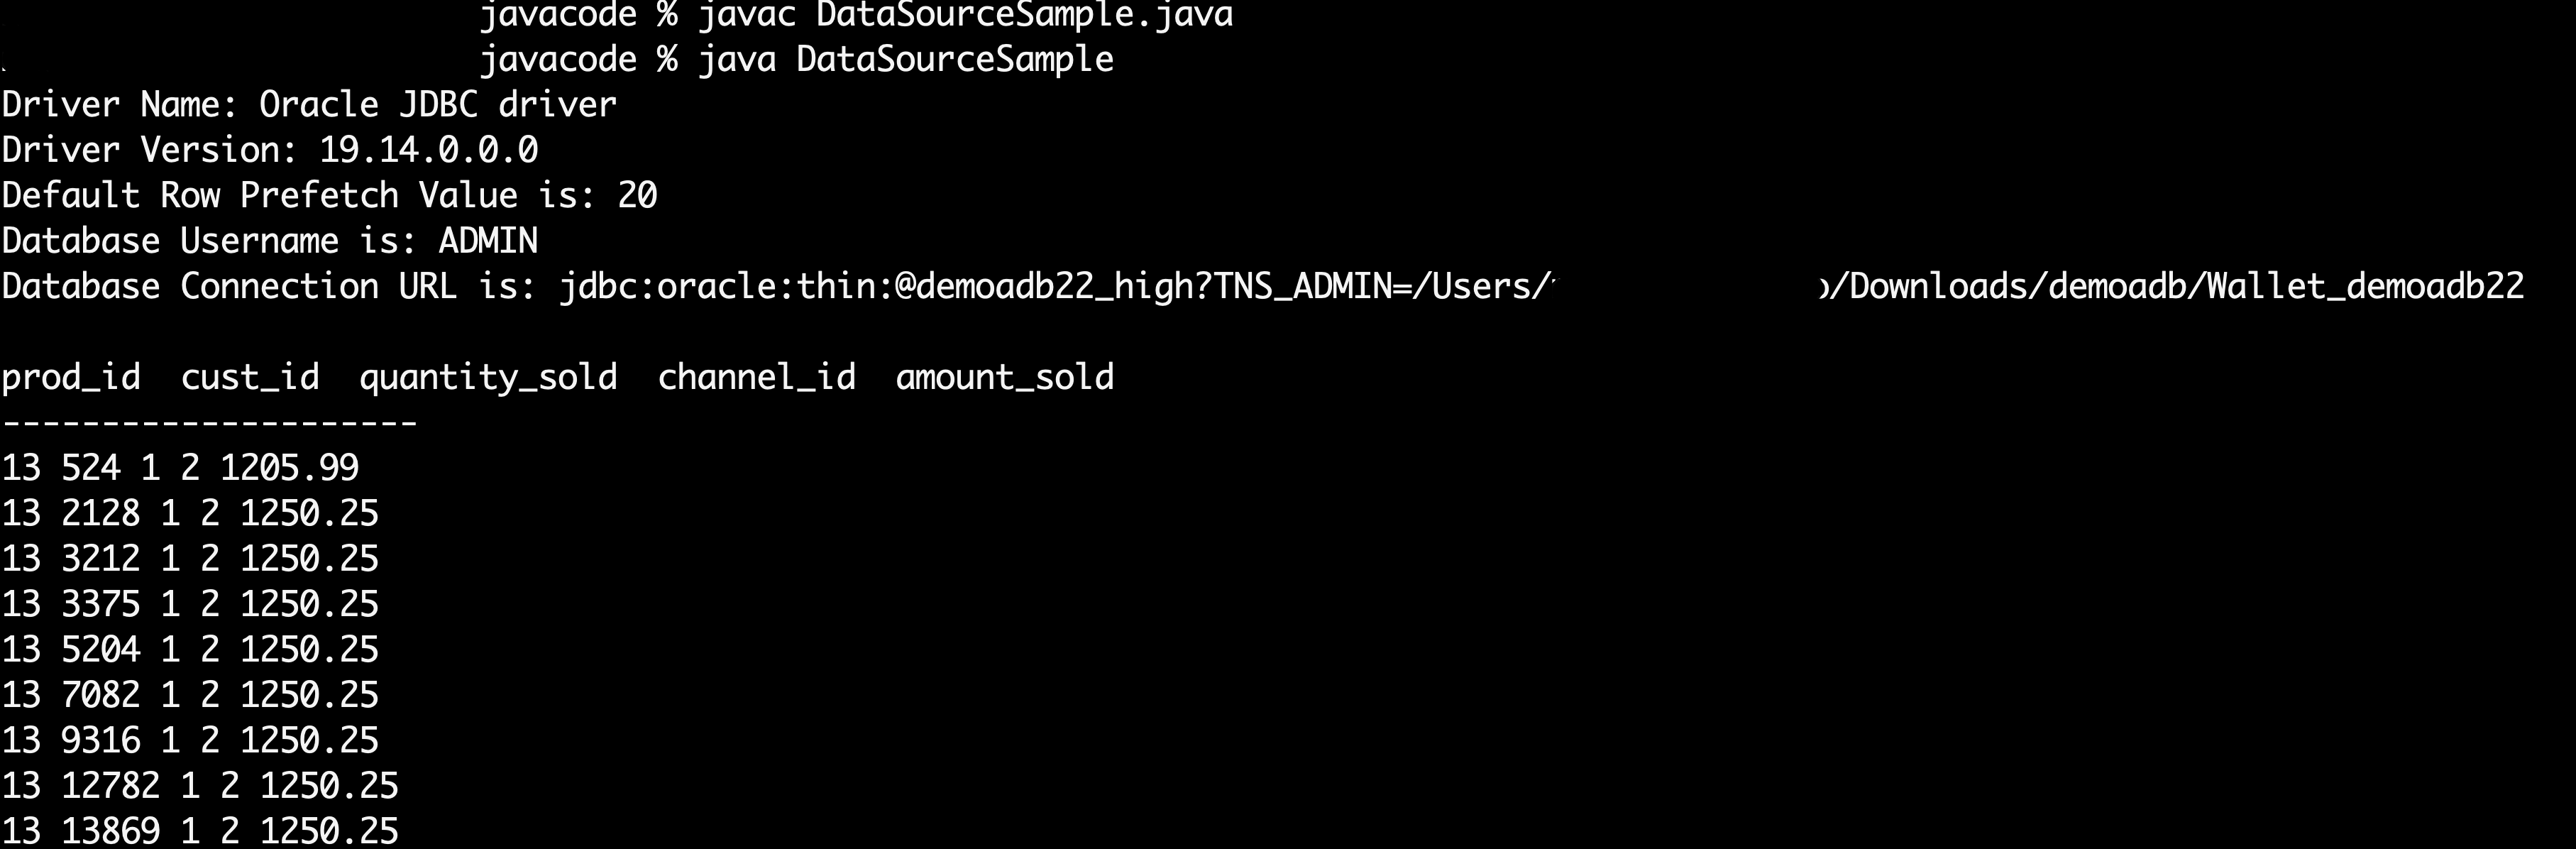 javacode % javac DataSourceSample.java
javacode % java DataSourceSample
Driver Name: Oracle JDBC driver
Driver Version: 19.14.0.0.0
Default Row Prefetch Value is: 20
Database Username is: ADMIN
Database Connection URL is: jdbc:oracle:thin:@demoadb22_high?TNS_ADMIN=/Users/ /Downloads/demoadb/Wallet_demoadb22
prod_id  cust_id  quantity_sold  channel_id  amount_sold
---------------------
13 524 1 2 1205.99
13 2128 1 2 1250.25
13 3212 1 2 1250.25
13 3375 1 2 1250.25
13 5204 1 2 1250.25
13 7082 1 2 1250.25
13 9316 1 2 1250.25
13 12782 1 2 1250.25
13 13869 1 2 1250.25